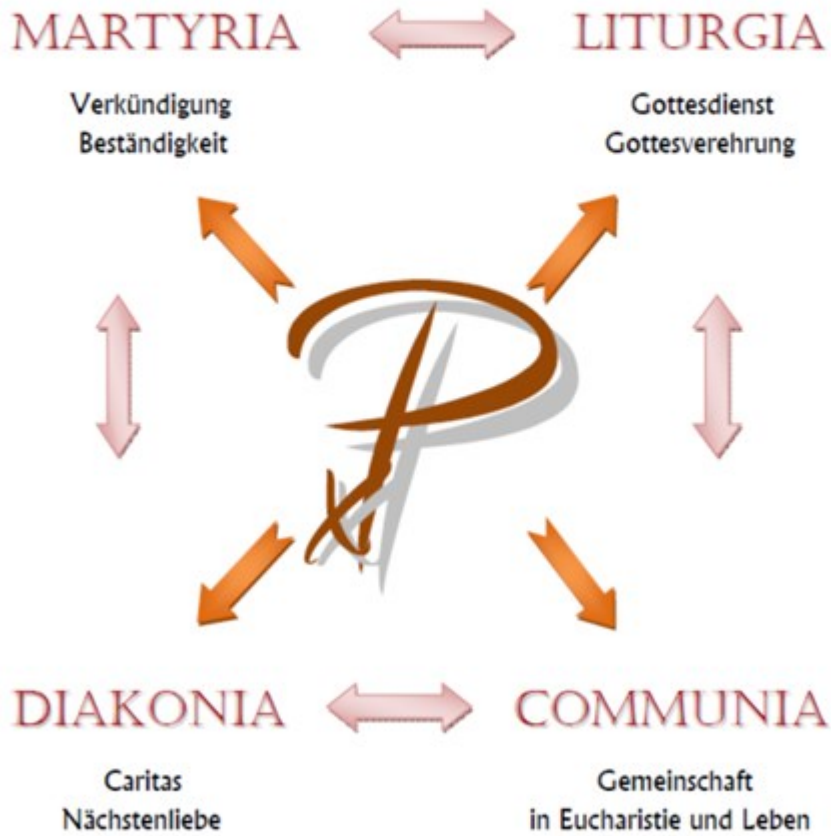 MARTYRIA
LITURGIA
Verkündigung
Beständigkeit
Gottesdienst
Gottesverehrung
DIAKONIA
COMMUNIA
Caritas
Nächstenliebe
Gemeinschaft
in Eucharistie und Leben